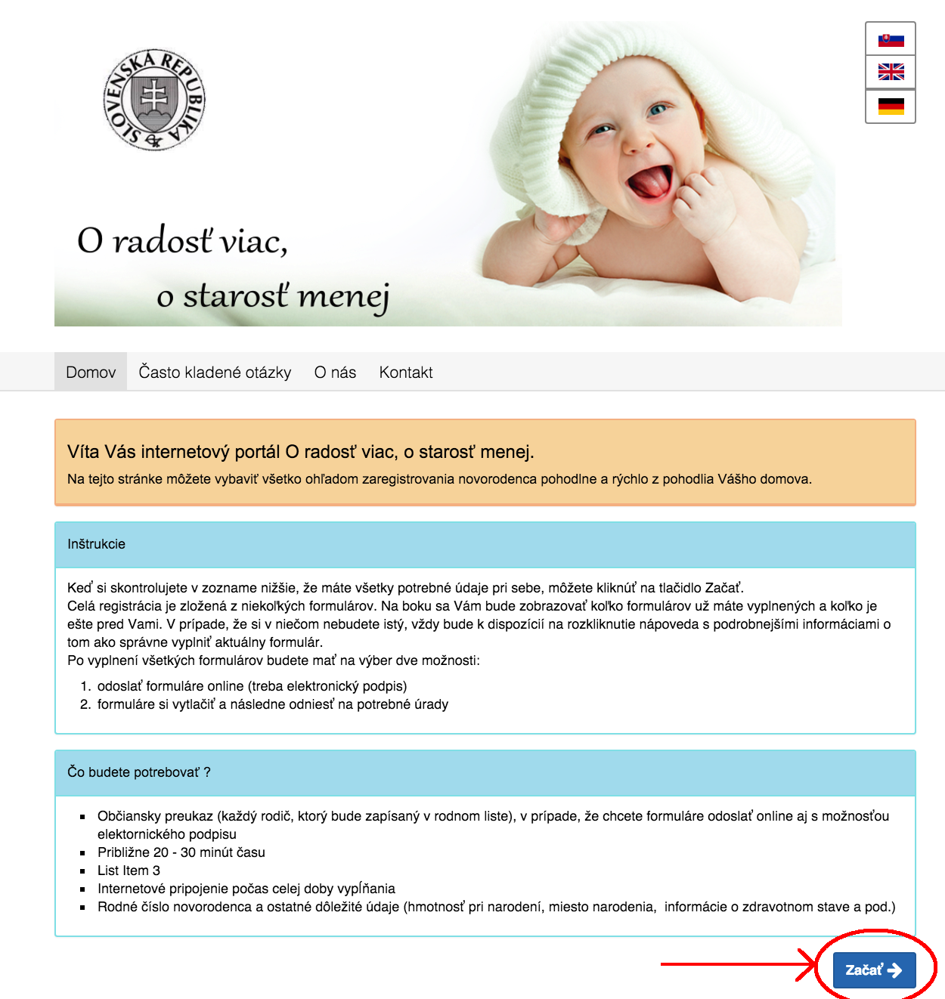 SLOVENSKÁ REPUBLIKA
O radosť viac,
o starosť menej
Domov Často kladené otázky O nás Kontakt
Víta Vás internetový portál O radosť viac, o starosť menej.
Na tejto stránke môžete vybaviť všetko ohľadom zaregistrovania novorodenca pohodlne a rýchlo z pohodlia Vášho domova.
Inštrukcie
Keď si skontrolujete v zozname nižšie, že máte všetky potrebné údaje pri sebe, môžete kliknúť na tlačidlo Začať.
Celá registrácia je zložená z niekoľkých formulárov. Na boku sa Vám bude zobrazovať koľko formulárov už máte vyplnených a koľko je
ešte pred Vami. V prípade, že si v niečom nebudete istý, vždy bude k dispozícií na rozkliknutie nápoveda s podrobnejšími informáciami o
tom ako správne vyplniť aktuálny formulár.
Po vyplnení všetkých formulárov budete mať na výber dve možnosti:
1. odoslať formuláre online (treba elektronický podpis)
2. formuláre si vytlačiť a následne odniesť na potrebné úrady
Čo budete potrebovať ?
Občiansky preukaz (každý rodič, ktorý bude zapísaný v rodnom liste), v prípade, že chcete formuláre odoslať online aj s možnosťou
elektornického podpisu
Približne 20 - 30 minút času
List Item 3
Internetové pripojenie počas celej doby vypĺňania
Rodné číslo novorodenca a ostatné dôležité údaje (hmotnosť pri narodení, miesto narodenia, informácie o zdravotnom stave a pod.)
Začať